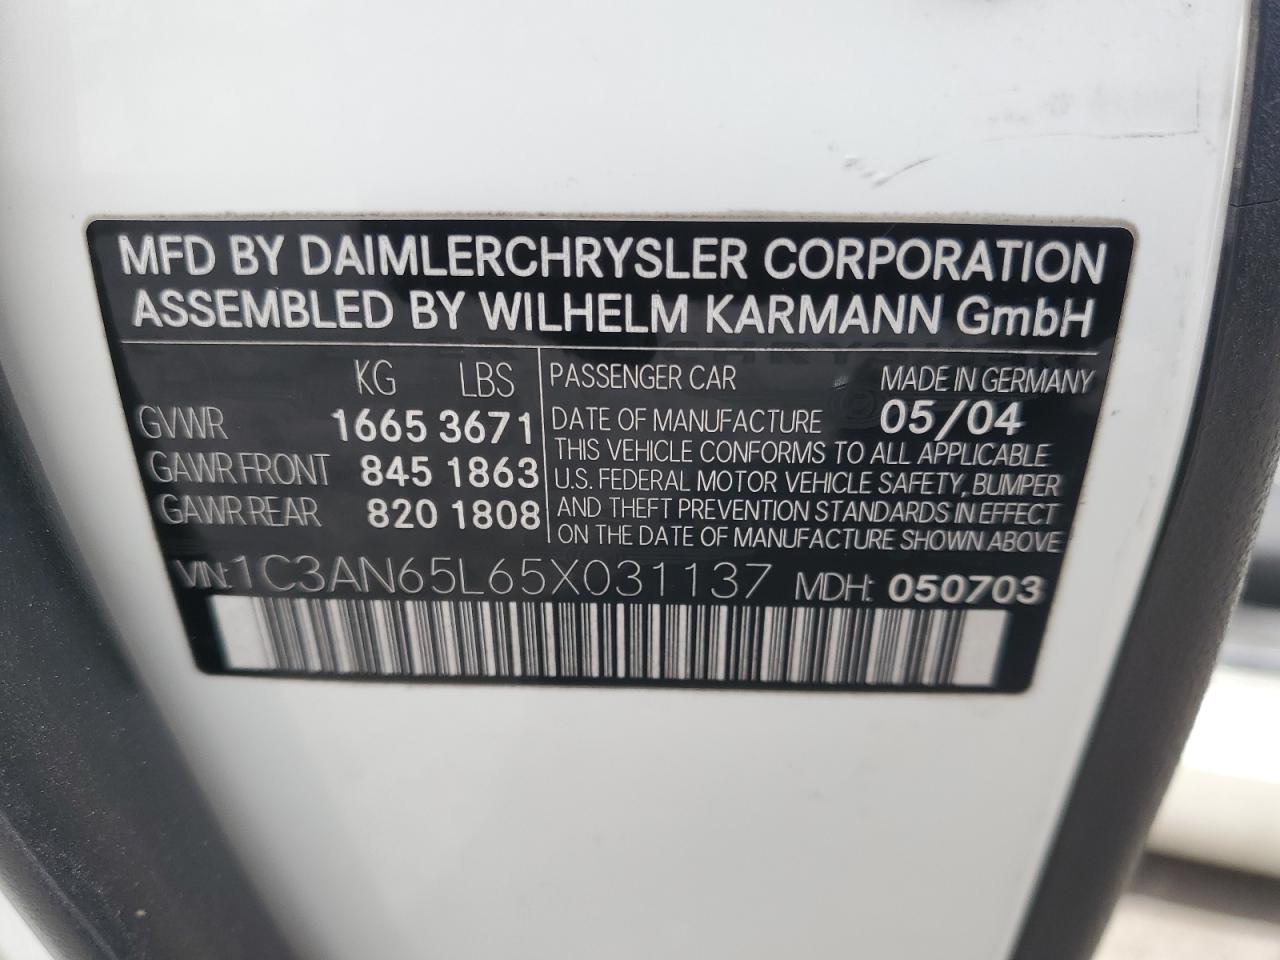 MFD BY DAIMLERCHRYSLER CORPORATION
ASSEMBLED BY WILHELM KARMANN GmbH
KG LBS
GVWR 1665 3671
GAWR FRONT 845 1863
GAWR REAR 820 1808
PASSENGER CAR MADE IN GERMANY
DATE OF MANUFACTURE 05/04
THIS VEHICLE CONFORMS TO ALL APPLICABLE
U.S. FEDERAL MOTOR VEHICLE SAFETY, BUMPER
AND THEFT PREVENTION STANDARDS IN EFFECT
ON THE DATE OF MANUFACTURE SHOWN ABOVE
VIN:1C3AN65L65X031137 MDH: 050703